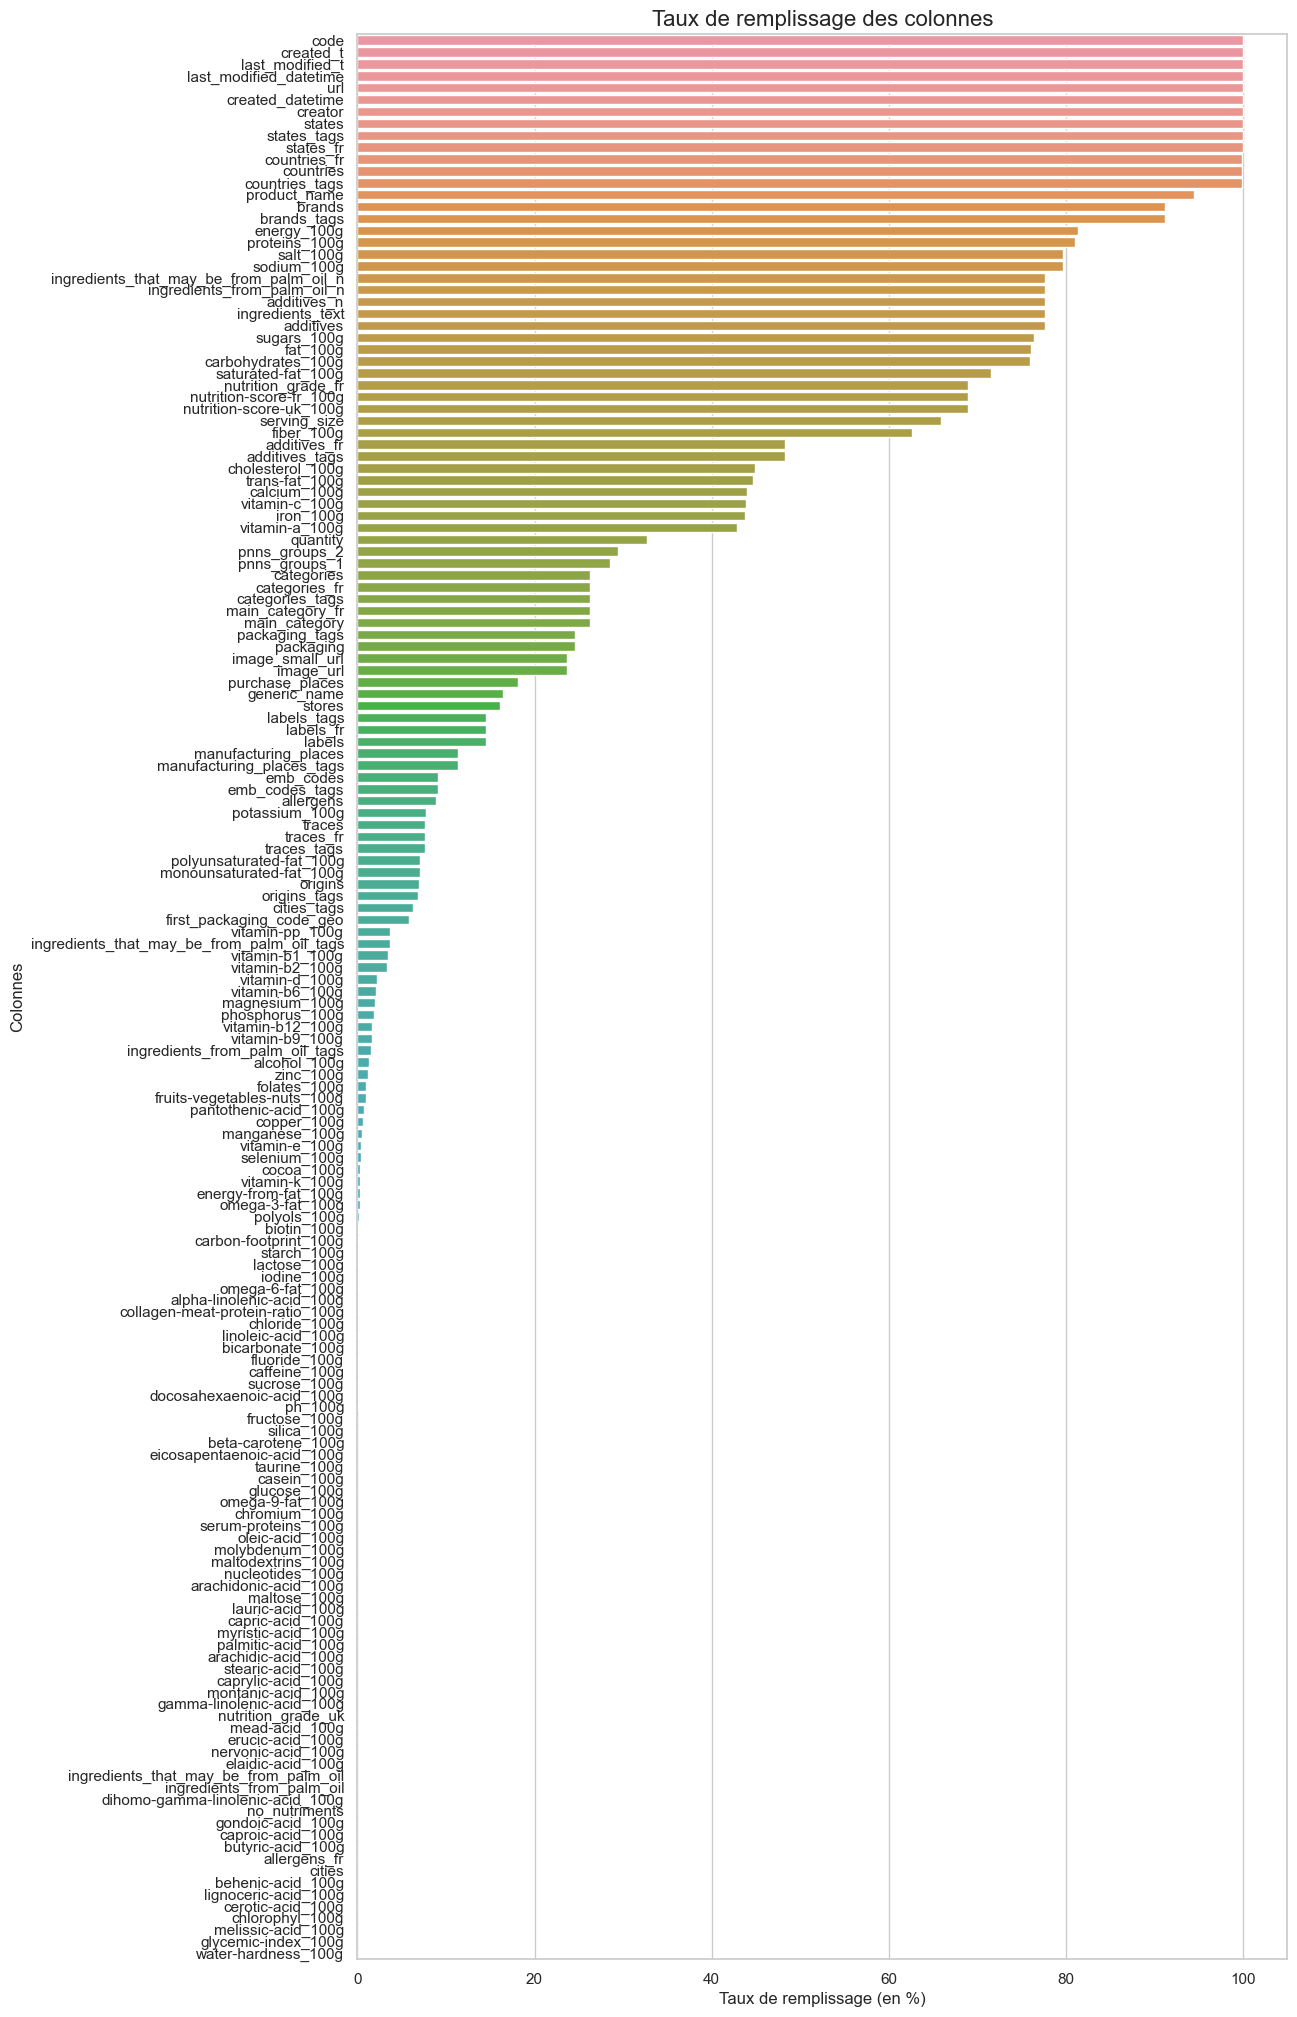 Taux de remplissage des colonnes
code
created_t
last_modified_t
last_modified_datetime
url
created_datetime
creator
states
states_tags
states_fr
countries_fr
countries
countries_tags
product_name
brands
brands_tags
energy_100g
proteins_100g
salt_100g
sodium_100g
ingredients_that_may_be_from_palm_oil_n
ingredients_from_palm_oil_n
additives_n
ingredients_text
additives
sugars_100g
fat_100g
carbohydrates_100g
saturated-fat_100g
nutrition_grade_fr
nutrition-score-fr_100g
nutrition-score-uk_100g
serving_size
fiber_100g
additives_fr
additives_tags
cholesterol_100g
trans-fat_100g
calcium_100g
vitamin-c_100g
iron_100g
vitamin-a_100g
quantity
pnns_groups_2
pnns_groups_1
categories
categories_fr
categories_tags
main_category_fr
main_category
packaging_tags
packaging
image_small_url
image_url
purchase_places
generic_name
stores
labels_tags
labels_fr
labels
manufacturing_places
manufacturing_places_tags
emb_codes
emb_codes_tags
allergens
potassium_100g
traces
traces_fr
traces_tags
polyunsaturated-fat_100g
monounsaturated-fat_100g
origins
origins_tags
cities_tags
first_packaging_code_geo
vitamin-pp_100g
ingredients_that_may_be_from_palm_oil_tags
vitamin-b1_100g
vitamin-b2_100g
vitamin-d_100g
vitamin-b6_100g
magnesium_100g
phosphorus_100g
vitamin-b12_100g
vitamin-b9_100g
ingredients_from_palm_oil_tags
alcohol_100g
zinc_100g
folates_100g
fruits-vegetables-nuts_100g
pantothenic-acid_100g
copper_100g
manganese_100g
vitamin-e_100g
selenium_100g
cocoa_100g
vitamin-k_100g
energy-from-fat_100g
omega-3-fat_100g
polyols_100g
biotin_100g
carbon-footprint_100g
starch_100g
lactose_100g
iodine_100g
omega-6-fat_100g
alpha-linolenic-acid_100g
collagen-meat-protein-ratio_100g
chloride_100g
linoleic-acid_100g
bicarbonate_100g
fluoride_100g
caffeine_100g
sucrose_100g
docosahexaenoic-acid_100g
ph_100g
fructose_100g
silica_100g
beta-carotene_100g
eicosapentaenoic-acid_100g
taurine_100g
casein_100g
glucose_100g
omega-9-fat_100g
chromium_100g
serum-proteins_100g
oleic-acid_100g
molybdenum_100g
maltodextrins_100g
nucleotides_100g
arachidonic-acid_100g
maltose_100g
lauric-acid_100g
capric-acid_100g
myristic-acid_100g
palmitic-acid_100g
arachidic-acid_100g
stearic-acid_100g
caprylic-acid_100g
montanic-acid_100g
gamma-linolenic-acid_100g
nutrition_grade_uk
mead-acid_100g
erucic-acid_100g
nervonic-acid_100g
elaidic-acid_100g
ingredients_that_may_be_from_palm_oil
ingredients_from_palm_oil
dihomo-gamma-linolenic-acid_100g
no_nutriments
gondoic-acid_100g
caproic-acid_100g
butyric-acid_100g
allergens_fr
cities
behenic-acid_100g
lignoceric-acid_100g
cerotic-acid_100g
chlorophyl_100g
melissic-acid_100g
glycemic-index_100g
water-hardness_100g
Colonnes
0 20 40 60 80 100
Taux de remplissage (en %)